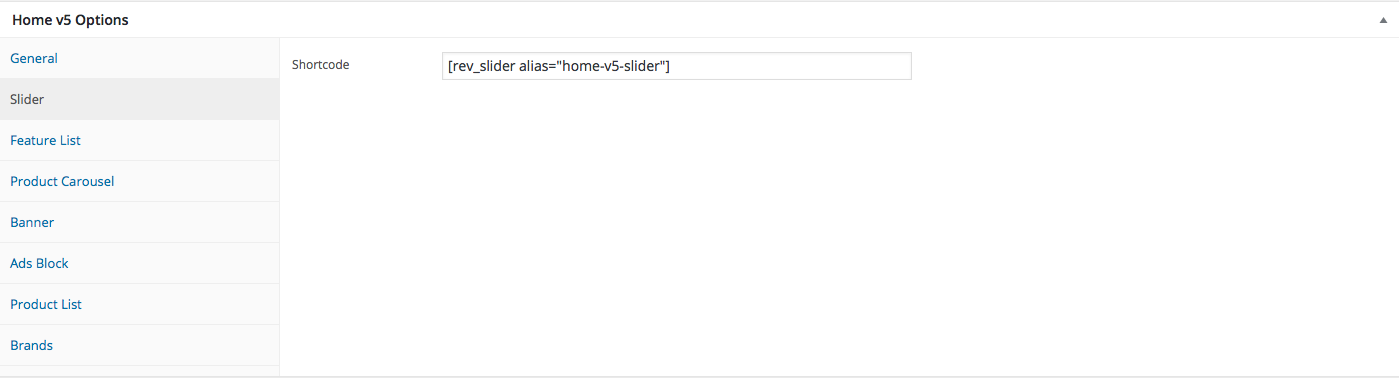 Home v5 Options
General
Shortcode
[rev_slider alias="home-v5-slider"]
Slider
Feature List
Product Carousel
Banner
Ads Block
Product List
Brands